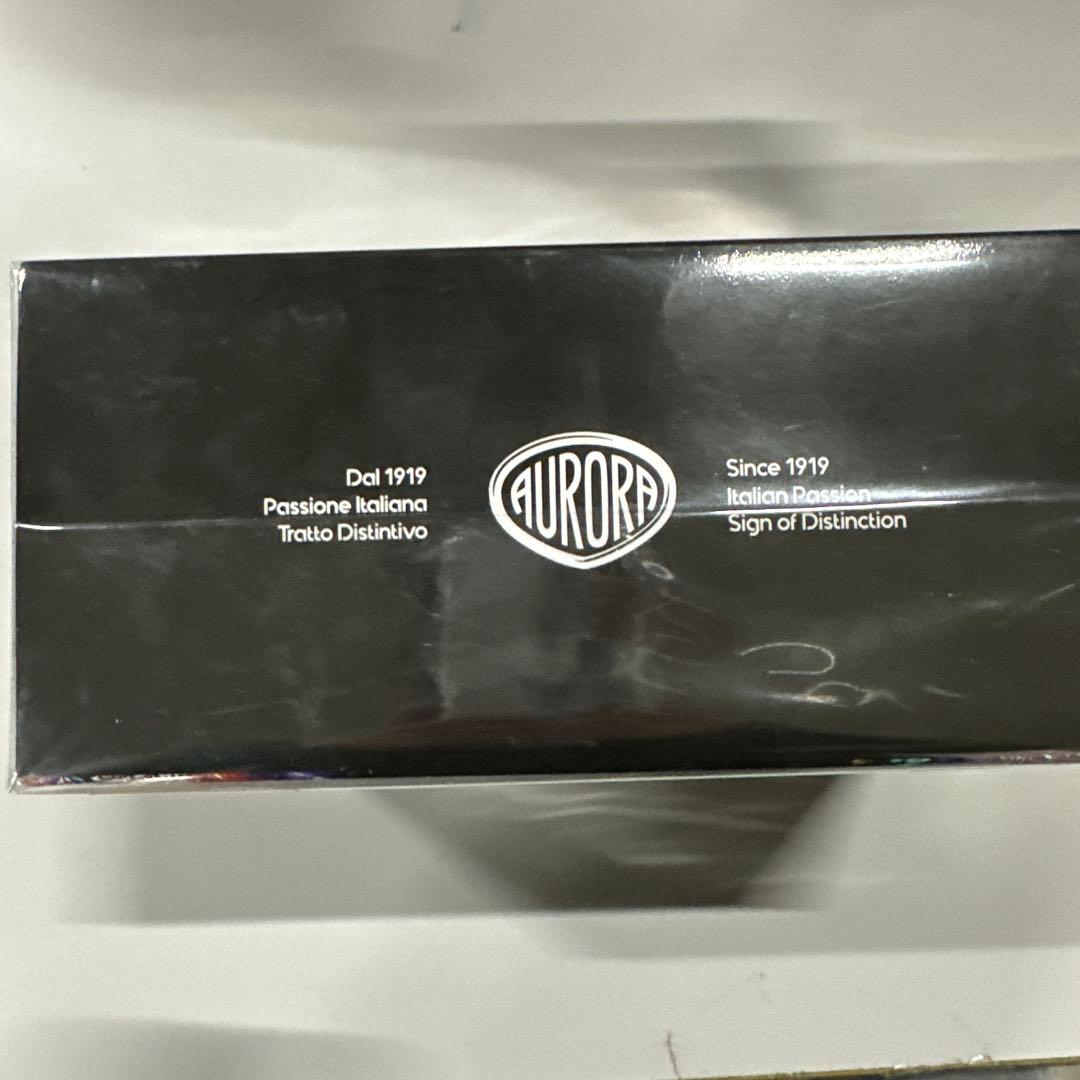 Dal 1919
Passione Italiana
Tratto Distintivo
AURORA
Since 1919
Italian Passion
Sign of Distinction